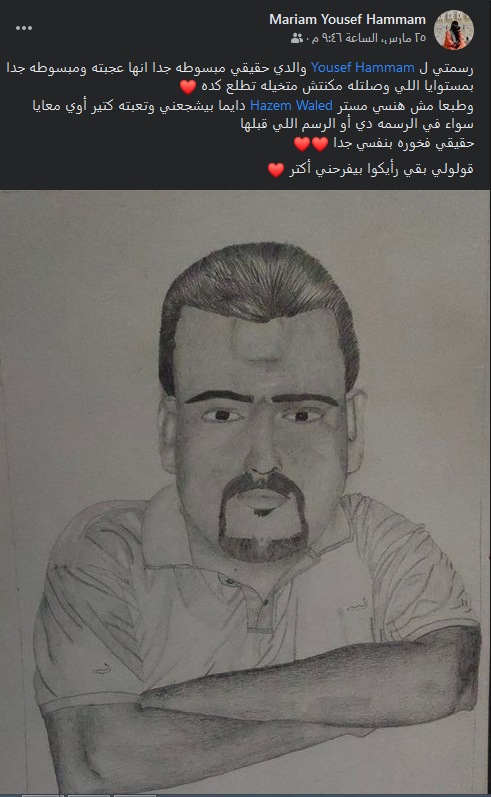 Mariam Yousef Hammam
٢٥ مارس، الساعة ٩:٤٦ م ·
رسمتي ل Yousef Hammam والدي حقيقي مبسوطه جدا انها عجبته ومبسوطه جدا
بمستوايا اللي وصلتله مكنتش متخيله تطلع كده ❤️
وطبعا مش هنسي مستر Hazem Waled دايما بيشجعني وتعبته كتير أوي معايا
سواء في الرسمه دي أو الرسم اللي قبلها
حقيقي فخوره بنفسي جدا ❤️❤️
قولولي بقي رأيكوا بيفرحني أكتر ❤️